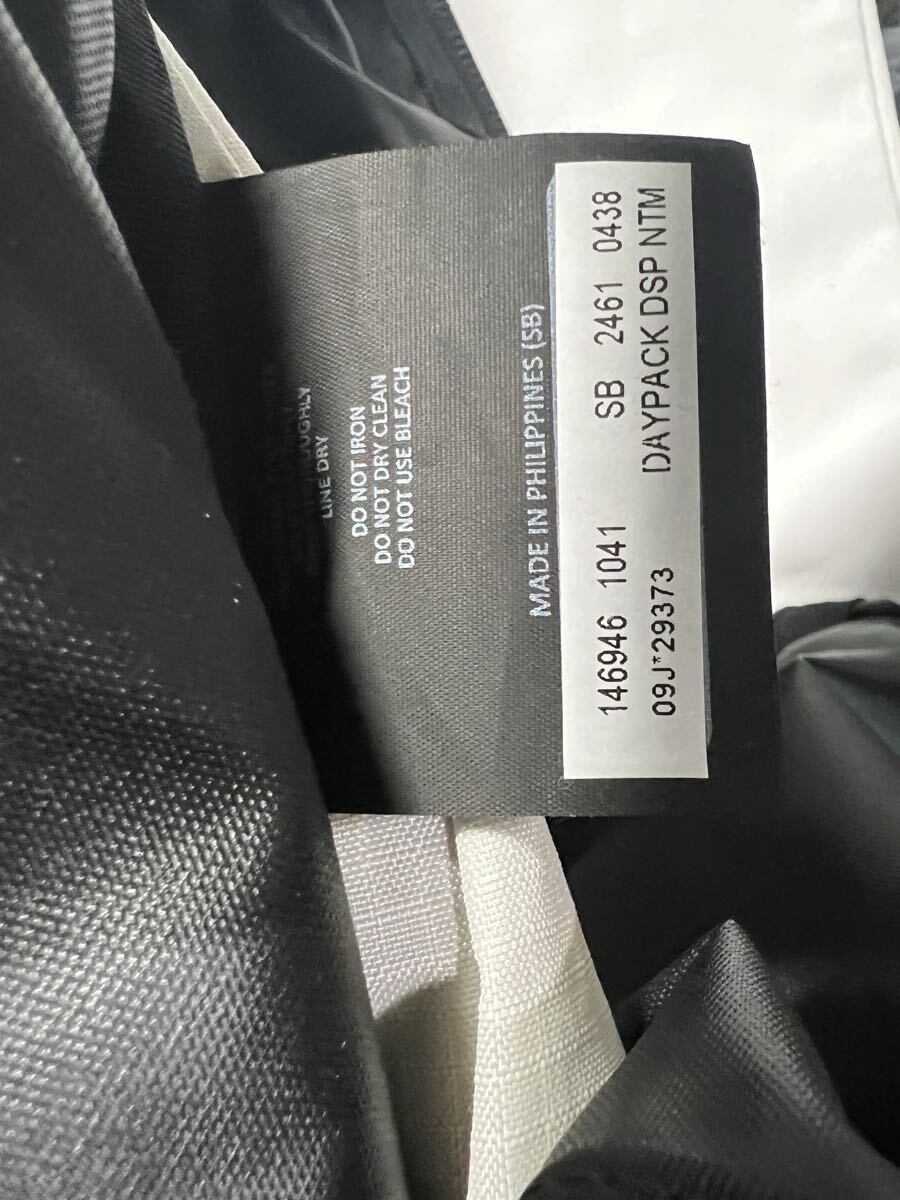 LINE DRY
DO NOT IRON
DO NOT DRY CLEAN
DO NOT USE BLEACH
MADE IN PHILIPPINES (SB)
146946 1041 SB 2461 0438
09J*29373 DAYPACK DSP NTM